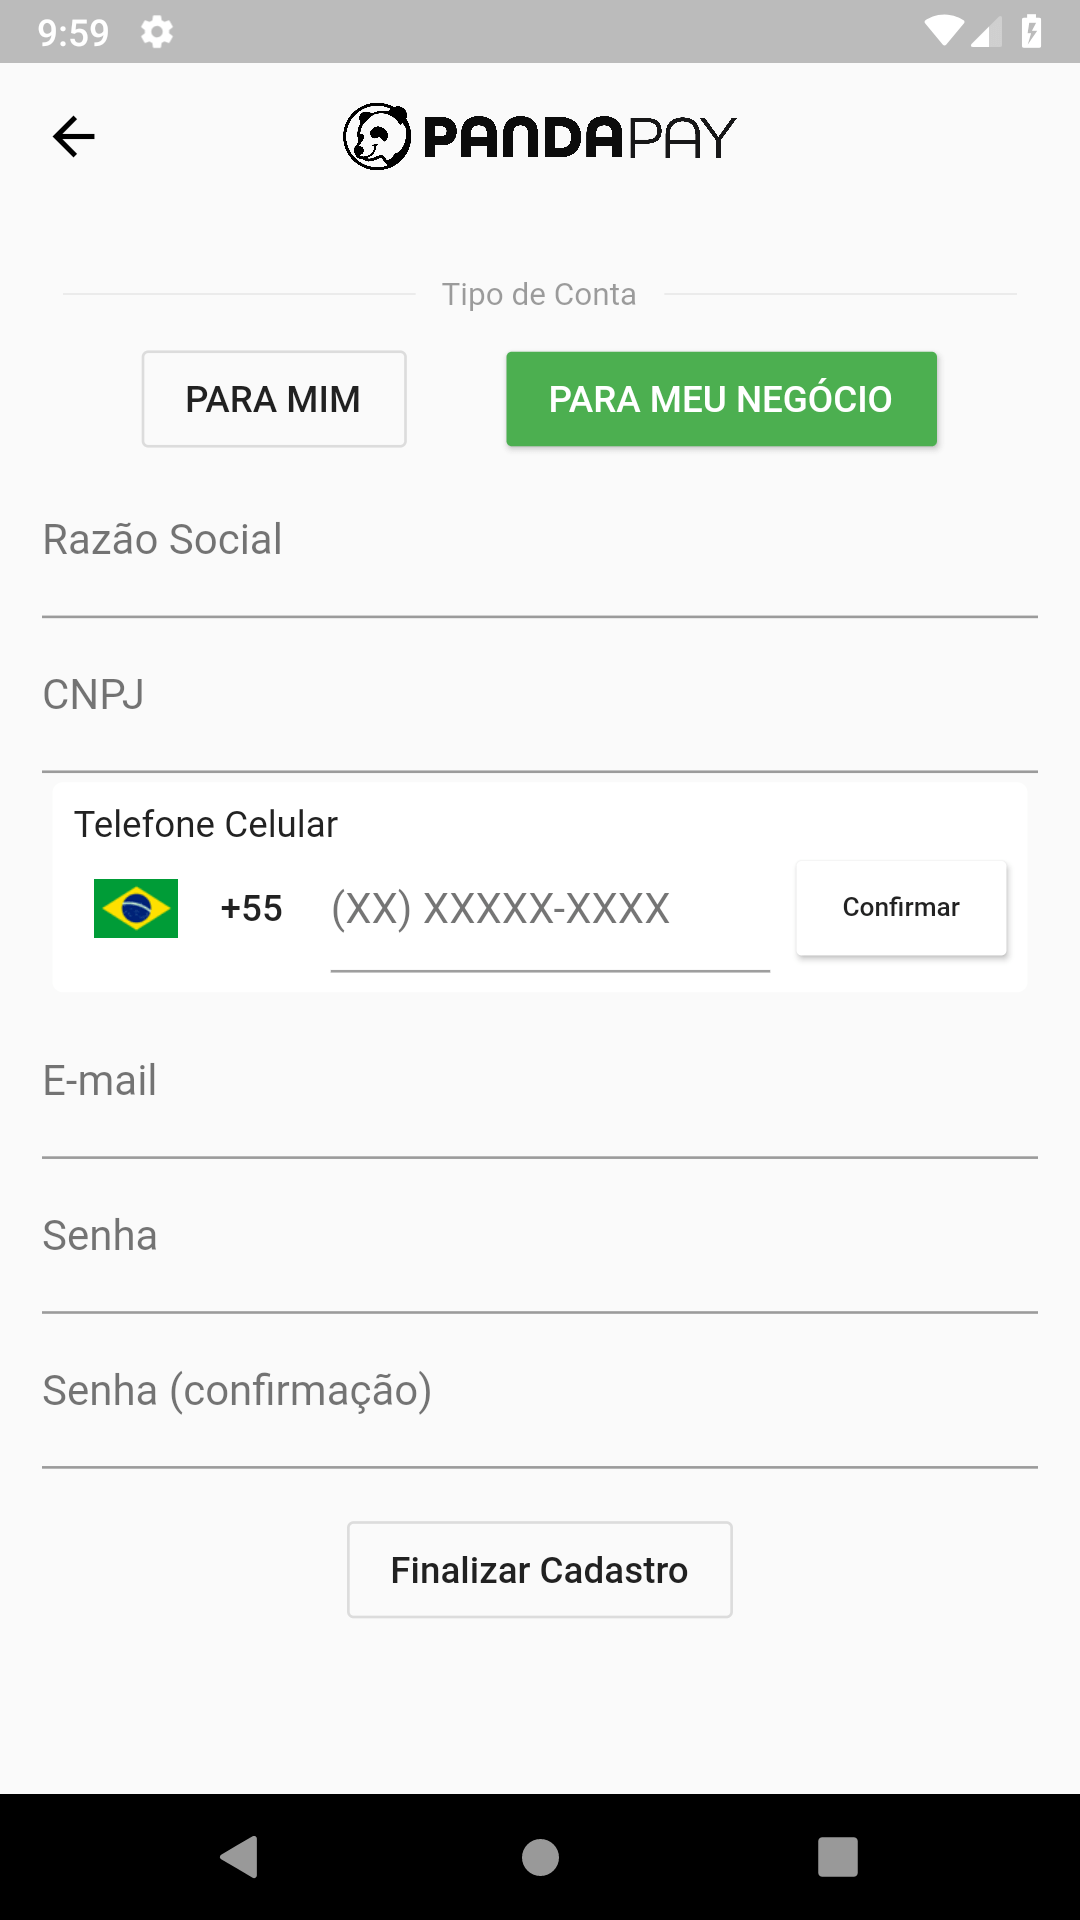 9:59
PANDAPAY
Tipo de Conta
PARA MIM
PARA MEU NEGÓCIO
Razão Social
CNPJ
Telefone Celular
+55
(XX) XXXXX-XXXX
Confirmar
E-mail
Senha
Senha (confirmação)
Finalizar Cadastro